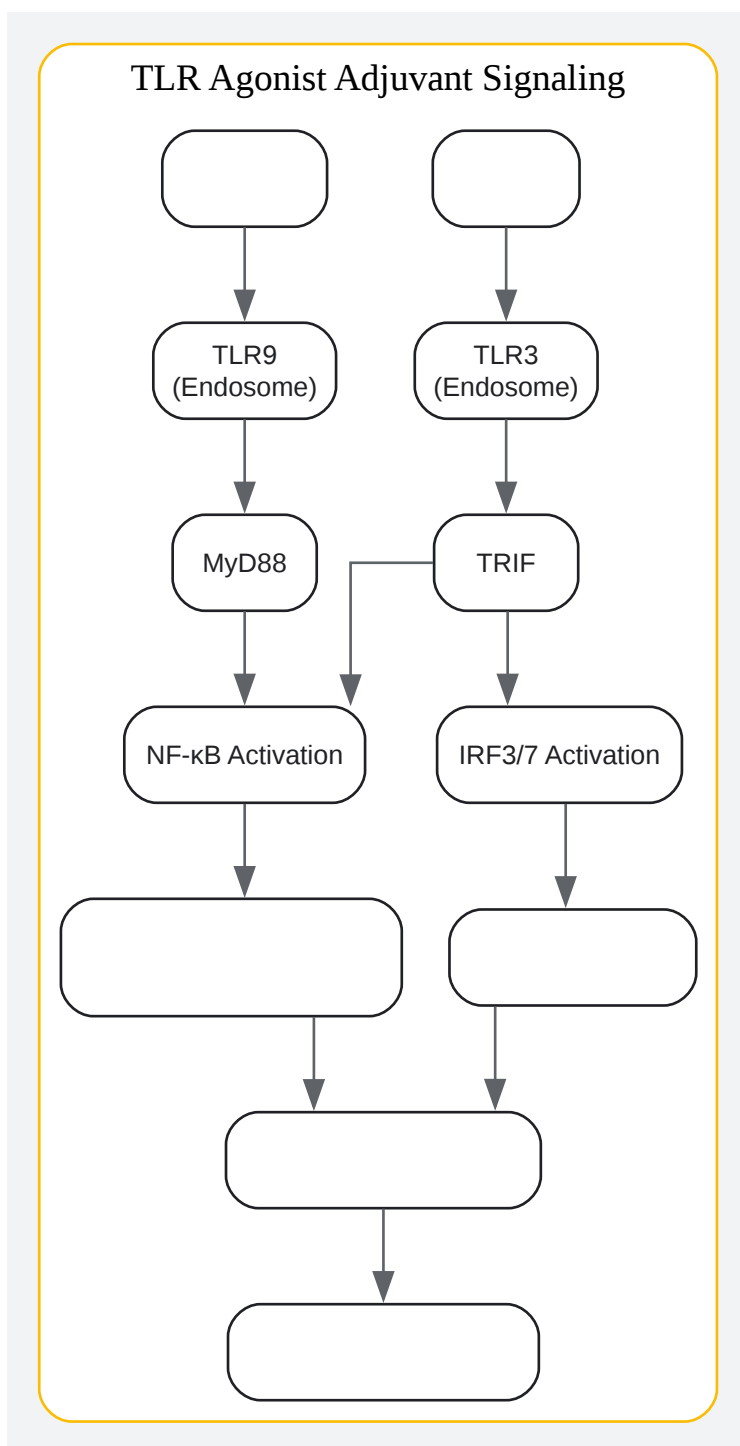 TLR Agonist Adjuvant Signaling
TLR9
(Endosome)
TLR3
(Endosome)
MyD88
TRIF
NF-κB Activation
IRF3/7 Activation